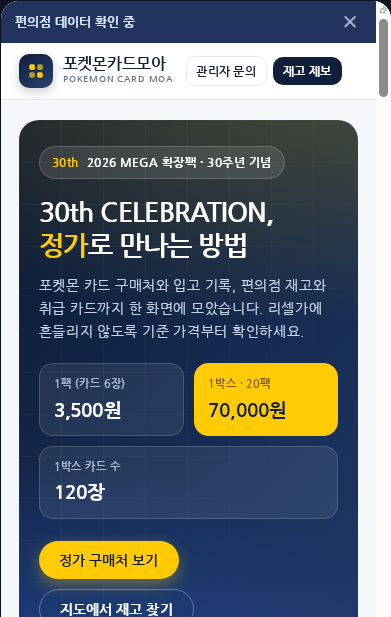 편의점 데이터 확인 중
포켓몬카드모아
POKEMON CARD MOA
관리자 문의
재고 제보
30th 2026 MEGA 확장팩 · 30주년 기념
30th CELEBRATION,
정가로 만나는 방법
포켓몬 카드 구매처와 입고 기록, 편의점 재고와
취급 카드까지 한 화면에 모았습니다. 리셀가에
흔들리지 않도록 기준 가격부터 확인하세요.
1팩 (카드 6장)
3,500원
1박스 · 20팩
70,000원
1박스 카드 수
120장
정가 구매처 보기
지도에서 재고 찾기